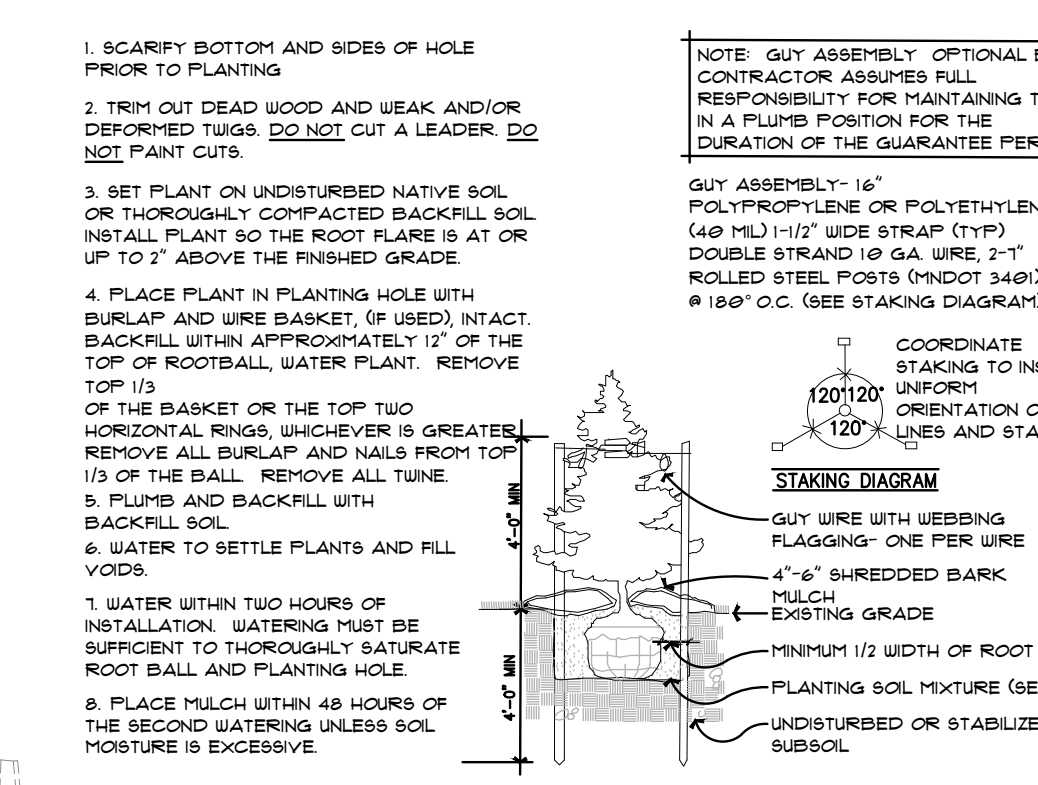 1. SCARIFY BOTTOM AND SIDES OF HOLE
PRIOR TO PLANTING
2. TRIM OUT DEAD WOOD AND WEAK AND/OR
DEFORMED TWIGS. DO NOT CUT A LEADER. DO
NOT PAINT CUTS.
3. SET PLANT ON UNDISTURBED NATIVE SOIL
OR THOROUGHLY COMPACTED BACKFILL SOIL.
INSTALL PLANT SO THE ROOT FLARE IS AT OR
UP TO 2" ABOVE THE FINISHED GRADE.
4. PLACE PLANT IN PLANTING HOLE WITH
BURLAP AND WIRE BASKET, (IF USED), INTACT.
BACKFILL WITHIN APPROXIMATELY 12" OF THE
TOP OF ROOTBALL, WATER PLANT. REMOVE
TOP 1/3
OF THE BASKET OR THE TOP TWO
HORIZONTAL RINGS, WHICHEVER IS GREATER.
REMOVE ALL BURLAP AND NAILS FROM TOP
1/3 OF THE BALL. REMOVE ALL TWINE.
5. PLUMB AND BACKFILL WITH
BACKFILL SOIL.
6. WATER TO SETTLE PLANTS AND FILL
VOIDS.
7. WATER WITHIN TWO HOURS OF
INSTALLATION. WATERING MUST BE
SUFFICIENT TO THOROUGHLY SATURATE
ROOT BALL AND PLANTING HOLE.
8. PLACE MULCH WITHIN 48 HOURS OF
THE SECOND WATERING UNLESS SOIL
MOISTURE IS EXCESSIVE.
4'-0" MIN
4'-0" MIN
NOTE: GUY ASSEMBLY OPTIONAL
CONTRACTOR ASSUMES FULL
RESPONSIBILITY FOR MAINTAINING
IN A PLUMB POSITION FOR THE
DURATION OF THE GUARANTEE PER
GUY ASSEMBLY- 16"
POLYPROPYLENE OR POLYETHYLEN
(40 MIL) 1-1/2" WIDE STRAP (TYP)
DOUBLE STRAND 10 GA. WIRE, 2-7"
ROLLED STEEL POSTS (MNDOT 3401)
@ 180° O.C. (SEE STAKING DIAGRAM)
120° 120°
120°
COORDINATE
STAKING TO INS
UNIFORM
ORIENTATION O
LINES AND STA
STAKING DIAGRAM
GUY WIRE WITH WEBBING
FLAGGING- ONE PER WIRE
4"-6" SHREDDED BARK
MULCH
EXISTING GRADE
MINIMUM 1/2 WIDTH OF ROOT
PLANTING SOIL MIXTURE (SE
UNDISTURBED OR STABILIZE
SUBSOIL